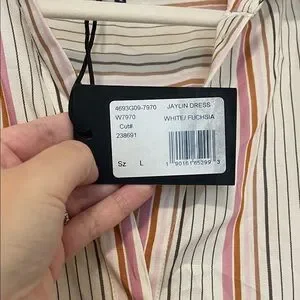 4693G09-7970 JAYLIN DRESS
W7970 WHITE/ FUCHSIA
Cut#
238691
Sz L 1 90161 65299 3